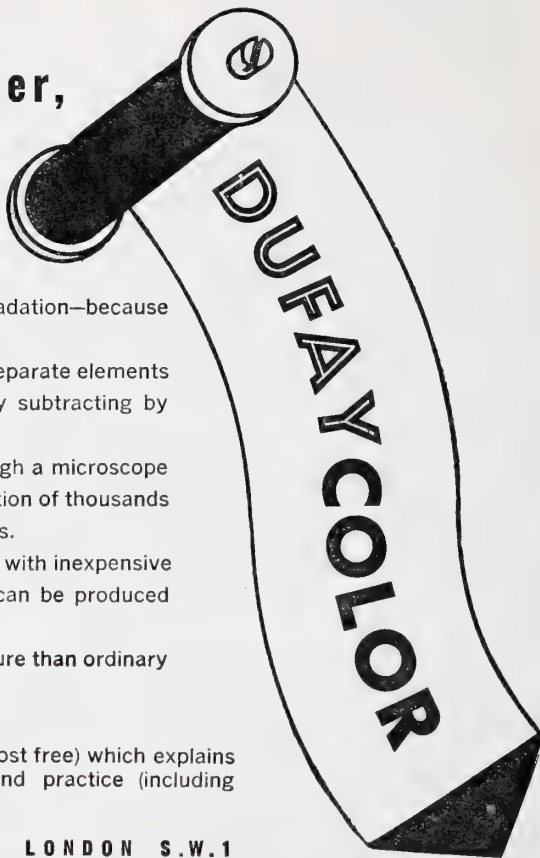 er,
DUFAYCOLOR
adation—because
eparate elements
y subtracting by
gh a microscope
tion of thousands
s.
with inexpensive
can be produced
ure than ordinary
ost free) which explains
nd practice (including
LONDON S.W.1